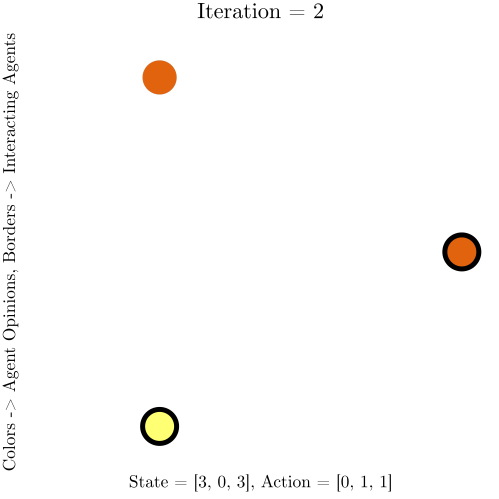 Iteration = 2
Colors -> Agent Opinions, Borders -> Interacting Agents
State = [3, 0, 3], Action = [0, 1, 1]